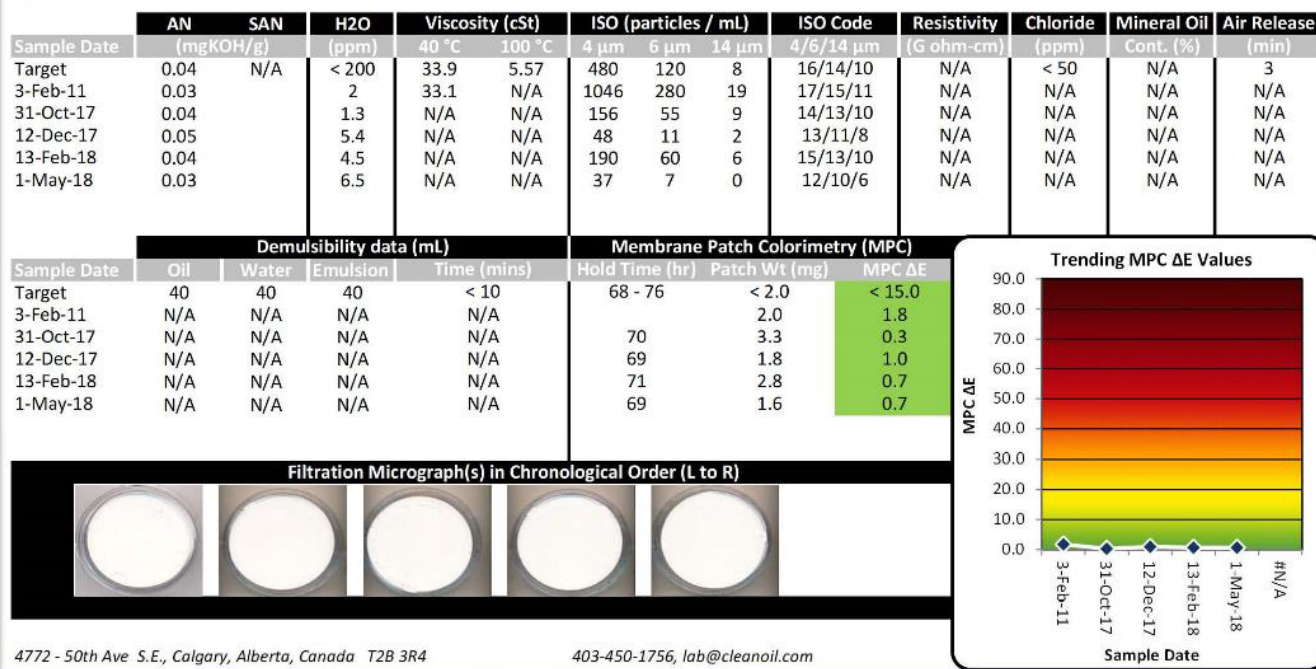 AN SAN H2O Viscosity (cSt) ISO (particles / mL) ISO Code Resistivity Chloride Mineral Oil Air Release
Sample Date (mgKOH/g) (ppm) 40 °C 100 °C 4 µm 6 µm 14 µm 4/6/14 µm (G ohm-cm) (ppm) Cont. (%) (min)
Target 0.04 N/A < 200 33.9 5.57 480 120 8 16/14/10 N/A < 50 N/A 3
3-Feb-11 0.03 2 33.1 N/A 1046 280 19 17/15/11 N/A N/A N/A N/A
31-Oct-17 0.04 1.3 N/A N/A 156 55 9 14/13/10 N/A N/A N/A N/A
12-Dec-17 0.05 5.4 N/A N/A 48 11 2 13/11/8 N/A N/A N/A N/A
13-Feb-18 0.04 4.5 N/A N/A 190 60 6 15/13/10 N/A N/A N/A N/A
1-May-18 0.03 6.5 N/A N/A 37 7 0 12/10/6 N/A N/A N/A N/A
Demulsibility data (mL) Membrane Patch Colorimetry (MPC)
Sample Date Oil Water Emulsion Time (mins) Hold Time (hr) Patch Wt (mg) MPC ΔE
Target 40 40 40 < 10 68 - 76 < 2.0 < 15.0
3-Feb-11 N/A N/A N/A N/A 2.0 1.8
31-Oct-17 N/A N/A N/A N/A 70 3.3 0.3
12-Dec-17 N/A N/A N/A N/A 69 1.8 1.0
13-Feb-18 N/A N/A N/A N/A 71 2.8 0.7
1-May-18 N/A N/A N/A N/A 69 1.6 0.7
Trending MPC ΔE Values
90.0
80.0
70.0
60.0
50.0
40.0
30.0
20.0
10.0
0.0
MPC ΔE
3-Feb-11
31-Oct-17
12-Dec-17
13-Feb-18
1-May-18
#N/A
Sample Date
Filtration Micrograph(s) in Chronological Order (L to R)
4772 - 50th Ave S.E., Calgary, Alberta, Canada T2B 3R4 403-450-1756, lab@cleanoil.com